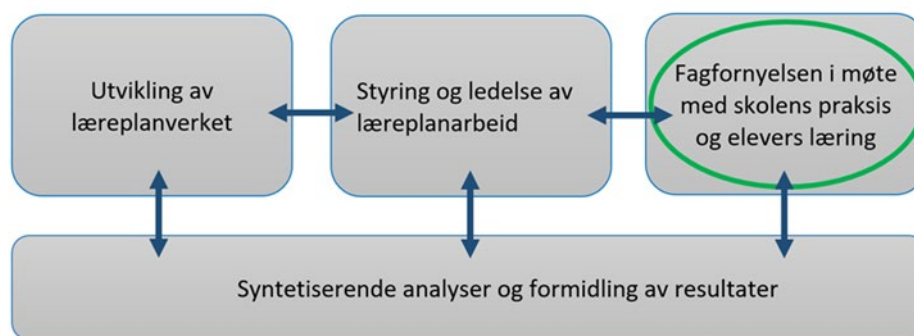 Utvikling av
læreplanverket
Styring og ledelse av
læreplanarbeid
Fagfornyelsen i møte
med skolens praksis
og elevers læring
Syntetiserende analyser og formidling av resultater